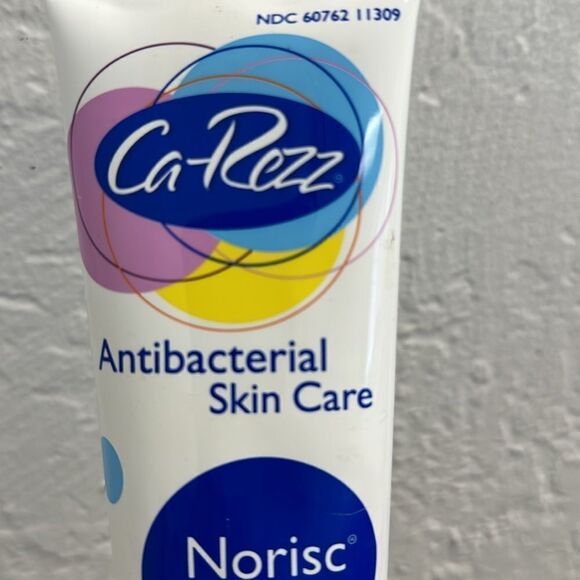 NDC 60762 11309
Ca-Rezz®
Antibacterial
Skin Care
Norisc®